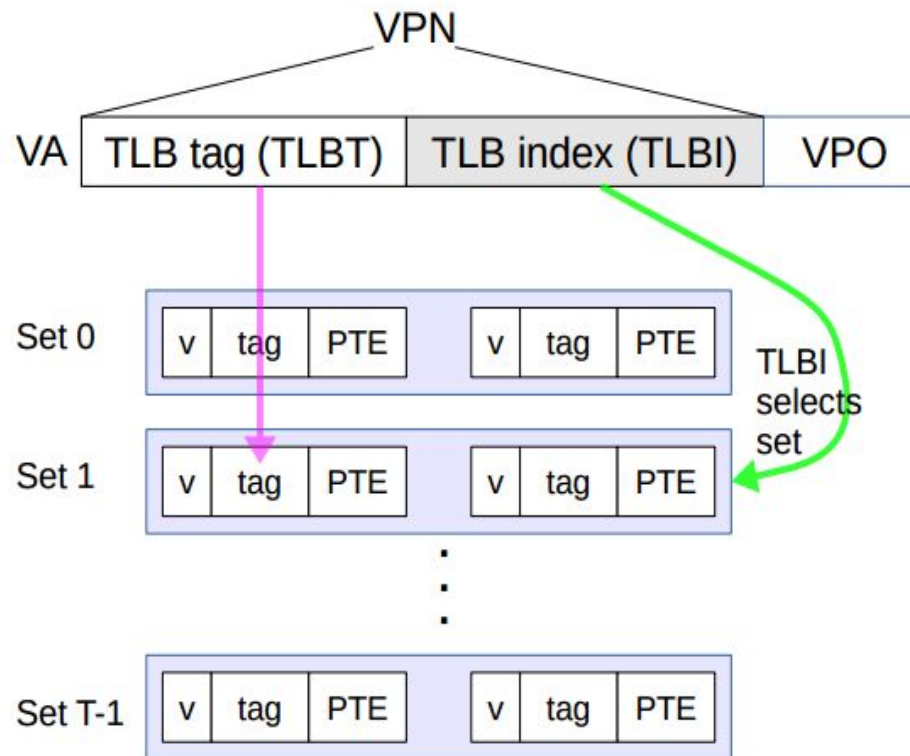 VPN
VA TLB tag (TLBT) TLB index (TLBI) VPO
Set 0 v tag PTE v tag PTE
TLBI
selects
set
Set 1 v tag PTE v tag PTE
.
.
.
Set T-1 v tag PTE v tag PTE